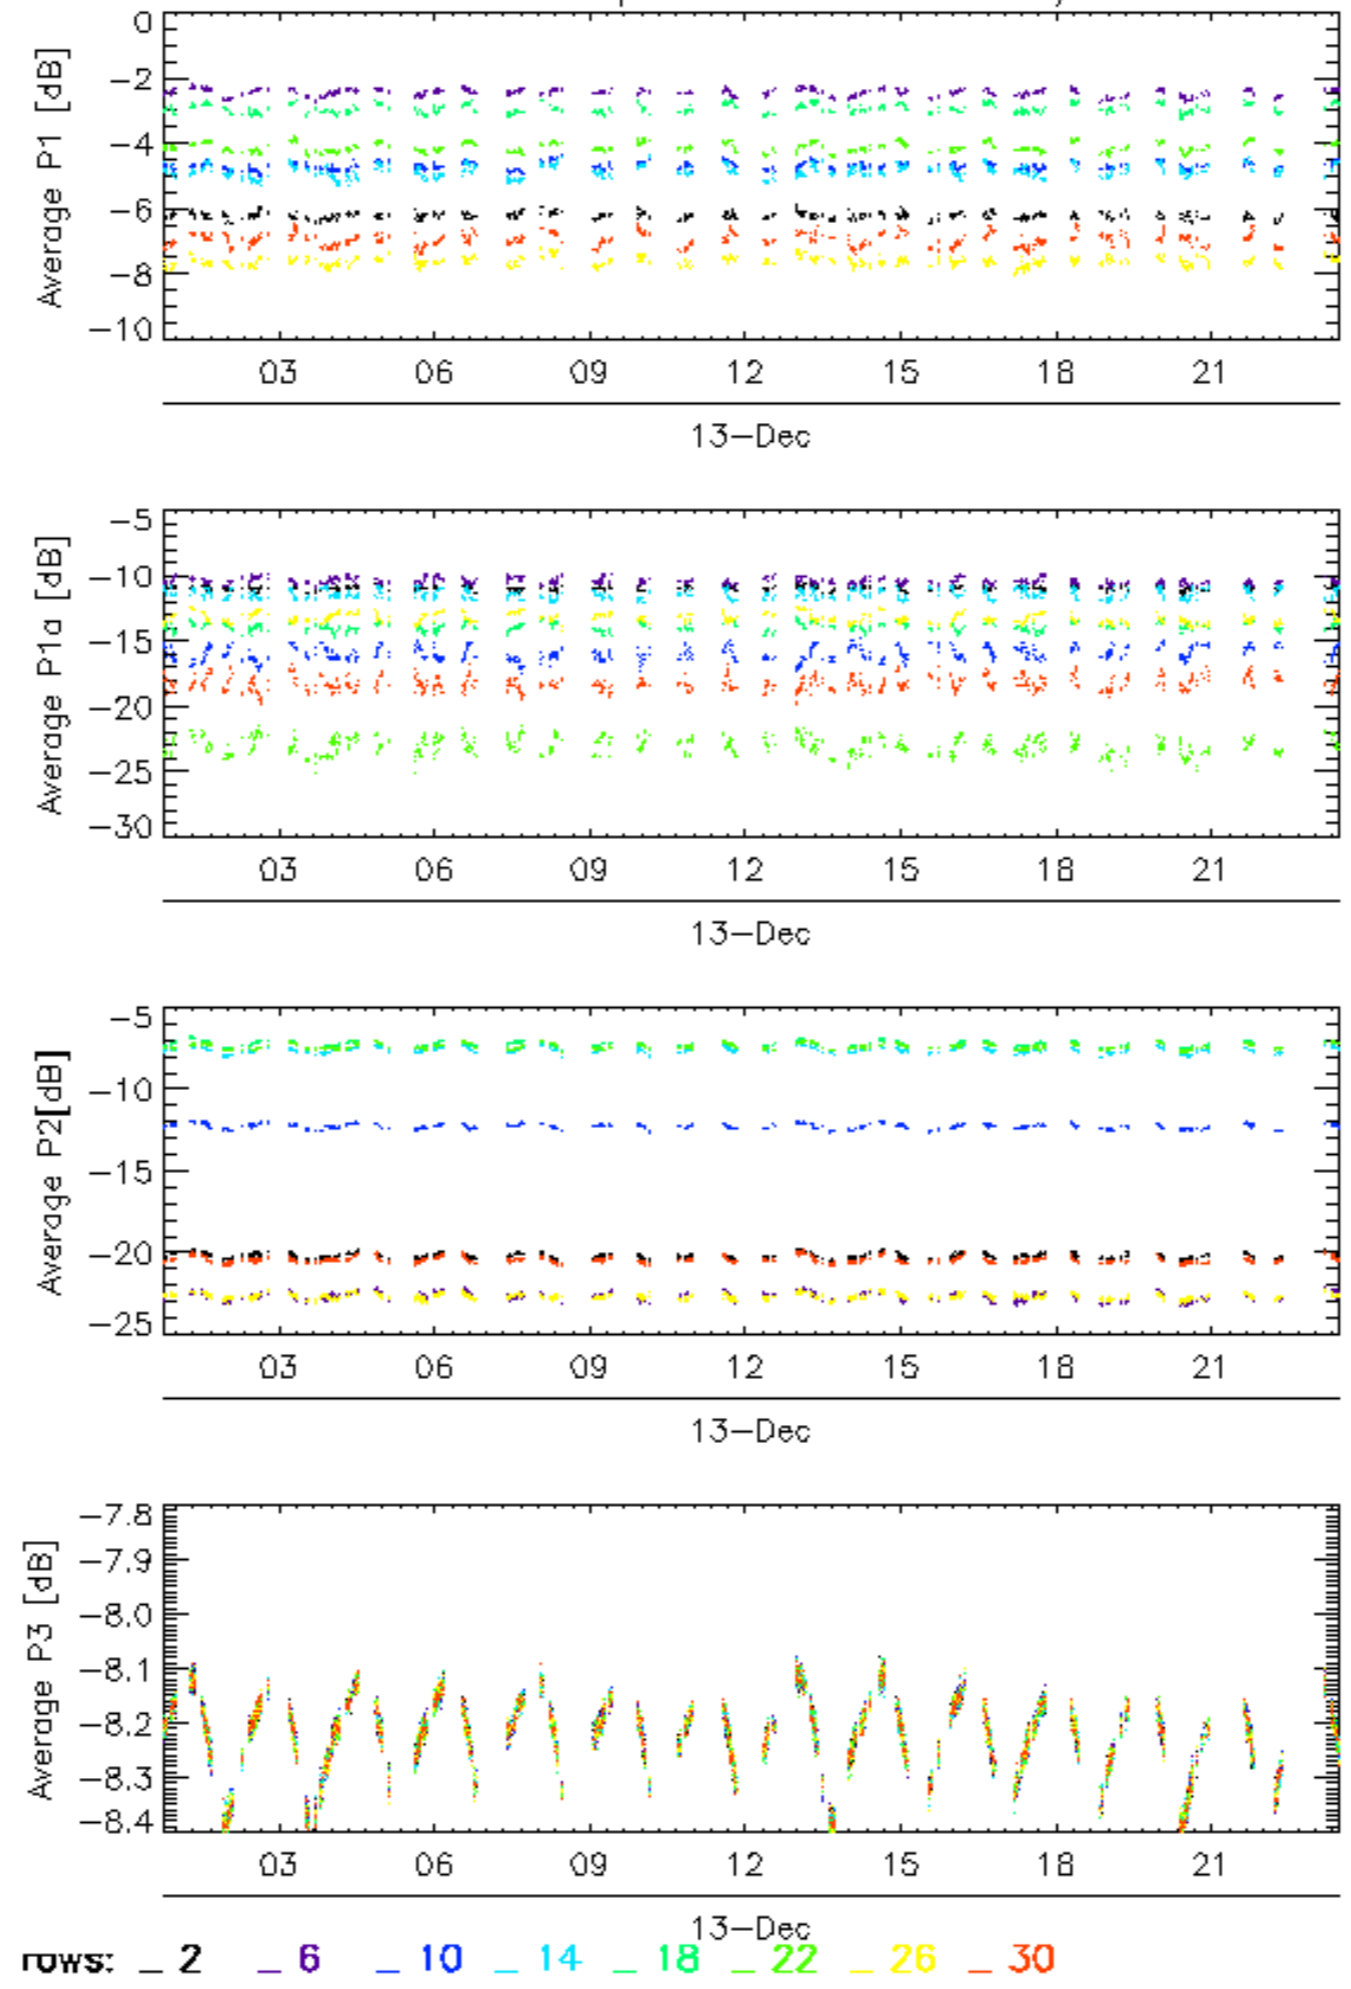 0
−2
−4
−6
−8
−10
Average P1 [dB]
03 06 09 12 15 18 21
13−Dec
−5
−10
−15
−20
−25
−30
Average P1a [dB]
03 06 09 12 15 18 21
13−Dec
−5
−10
−15
−20
−25
Average P2[dB]
03 06 09 12 15 18 21
13−Dec
−7.8
−7.9
−8.0
−8.1
−8.2
−8.3
−8.4
Average P3 [dB]
03 06 09 12 15 18 21
13−Dec
rows: _ 2 _ 6 _ 10 _ 14 _ 18 _ 22 _ 26 _ 30